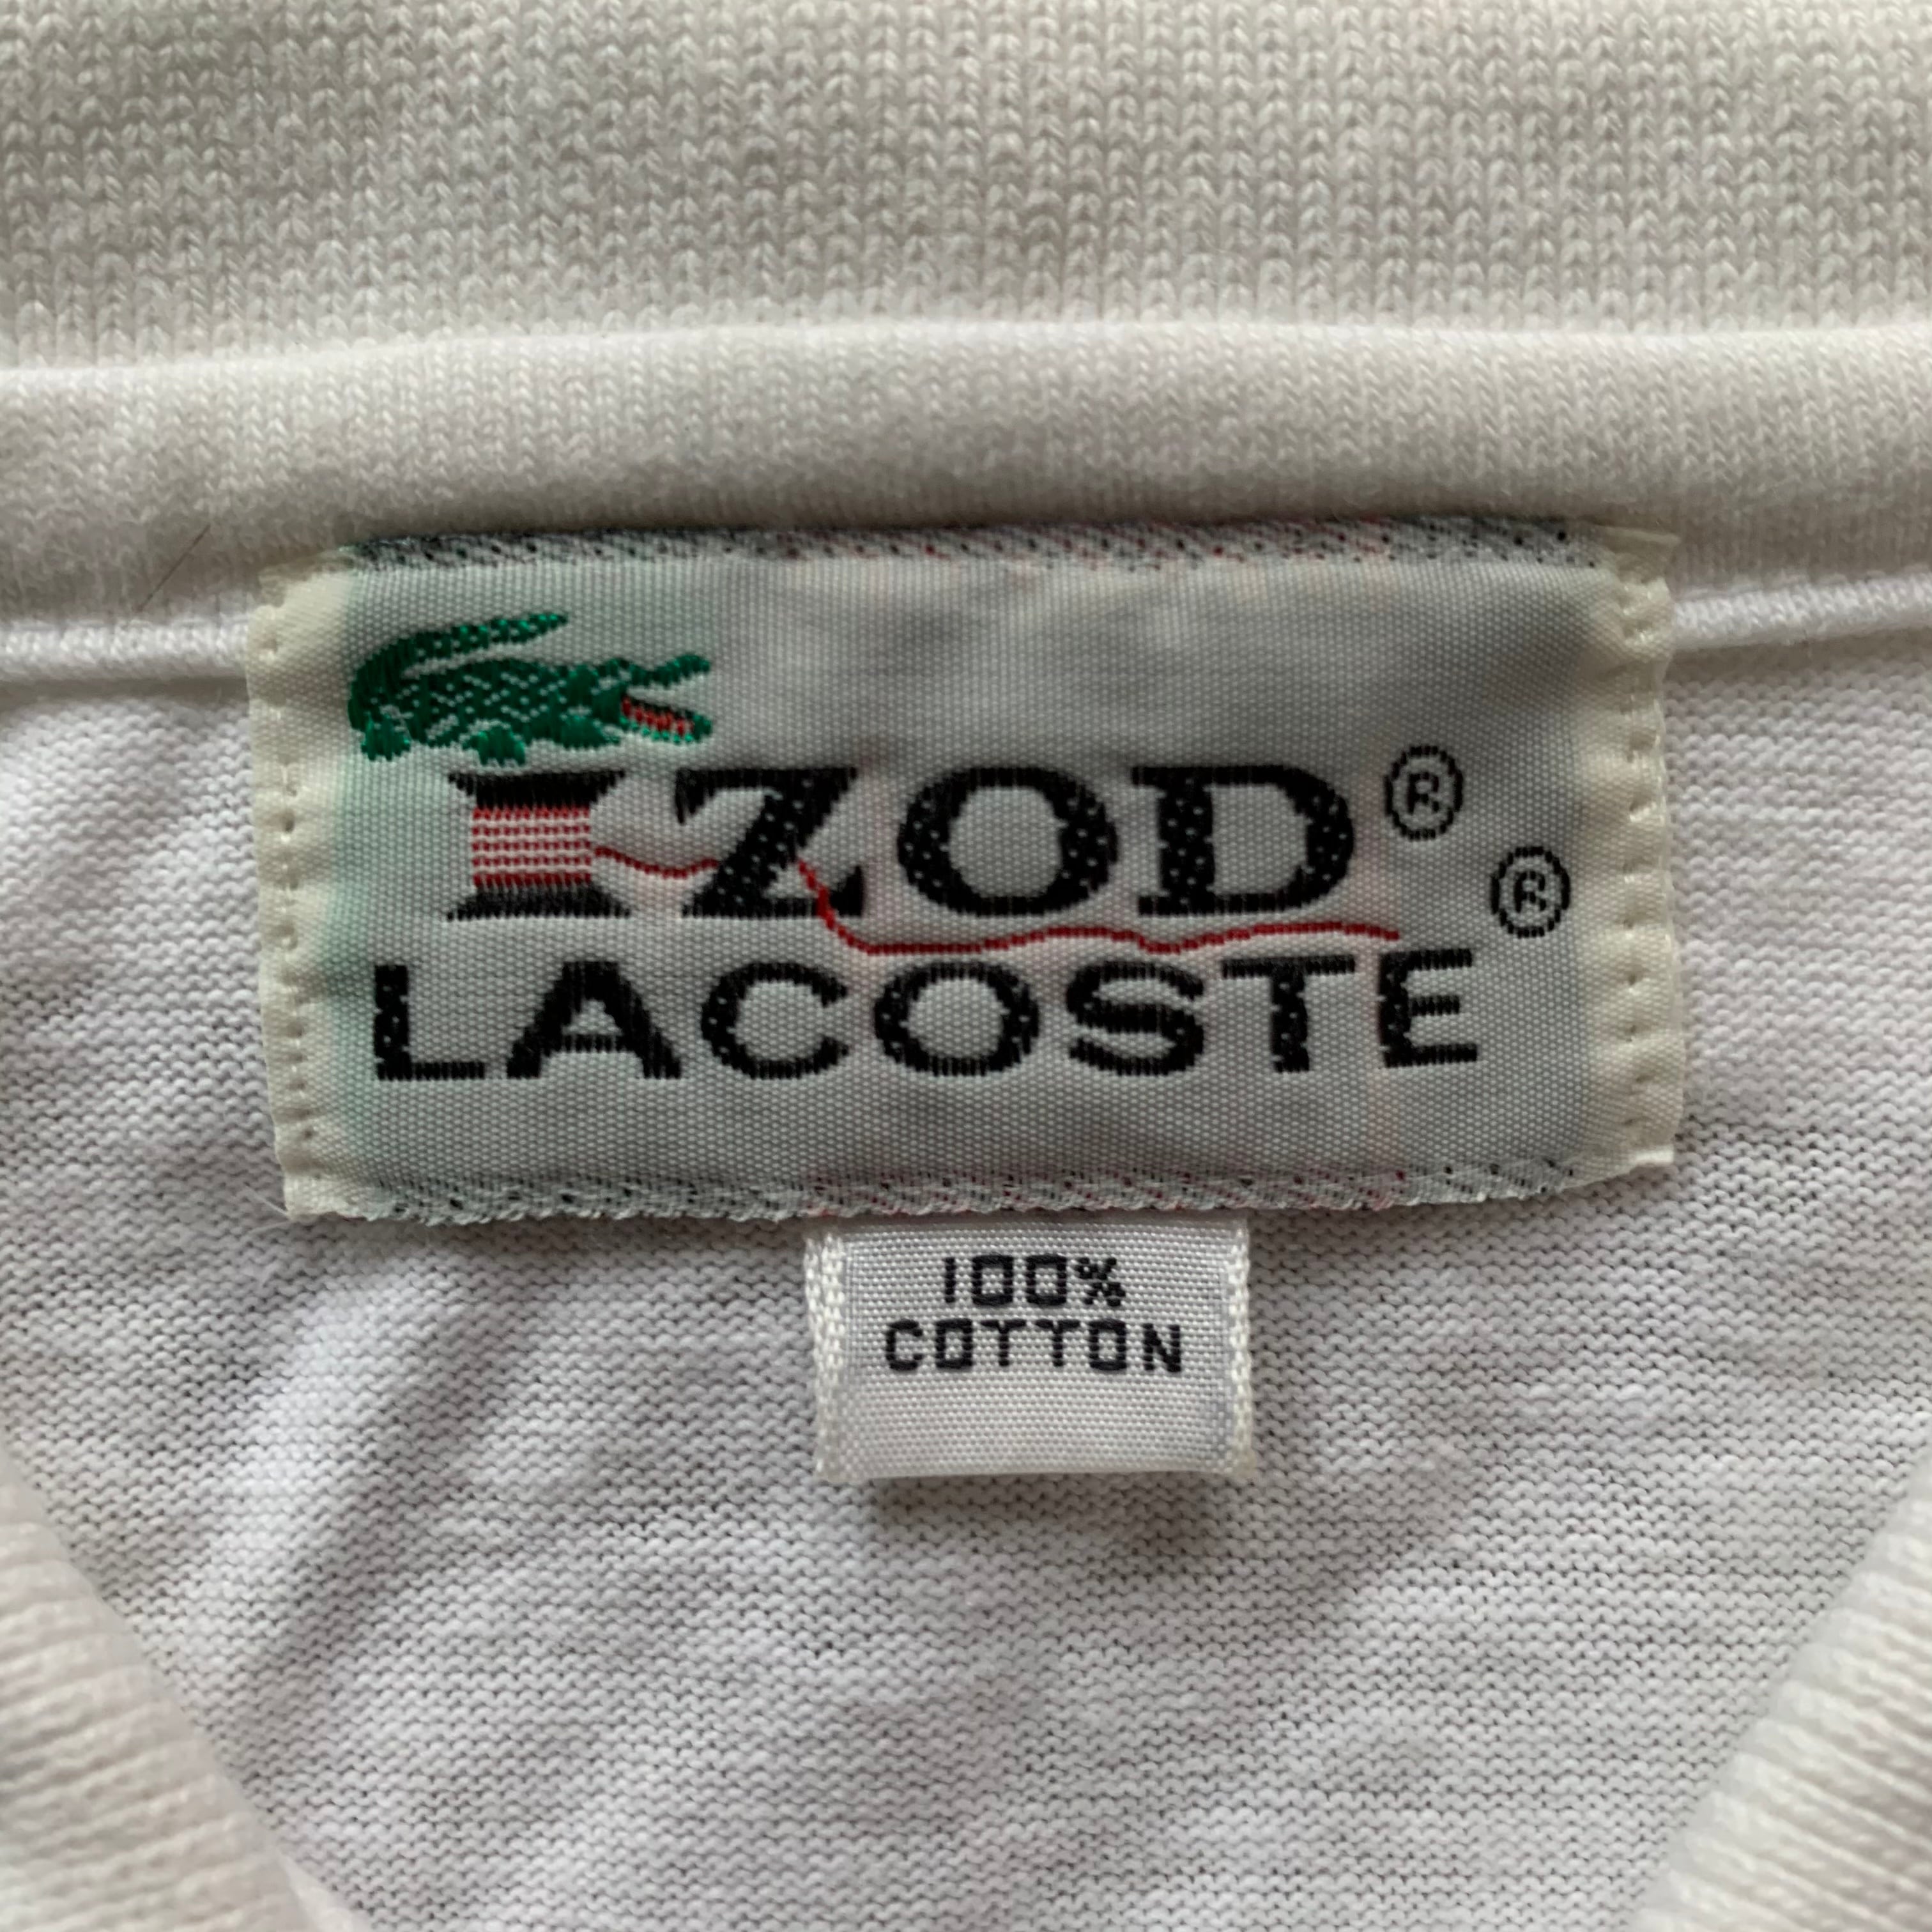 IZOD ®
®
LACOSTE
100%
COTTON